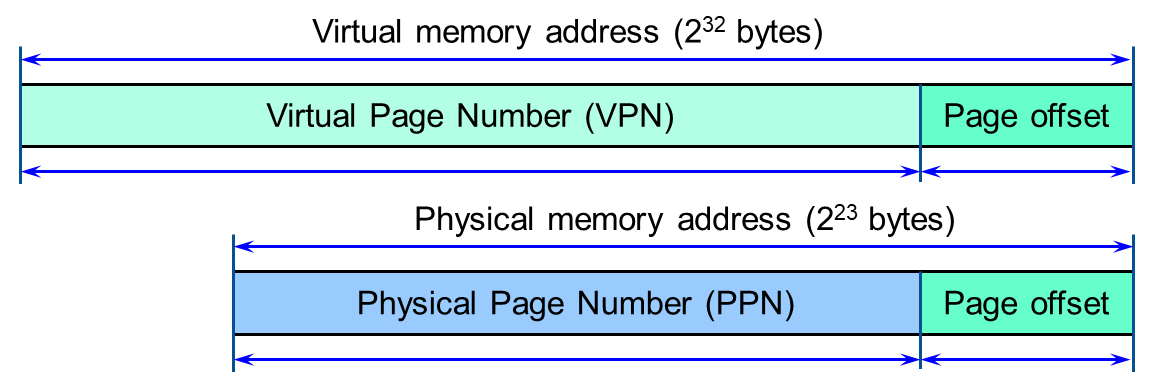 Virtual memory address (2³² bytes)
Virtual Page Number (VPN) Page offset
Physical memory address (2²³ bytes)
Physical Page Number (PPN) Page offset